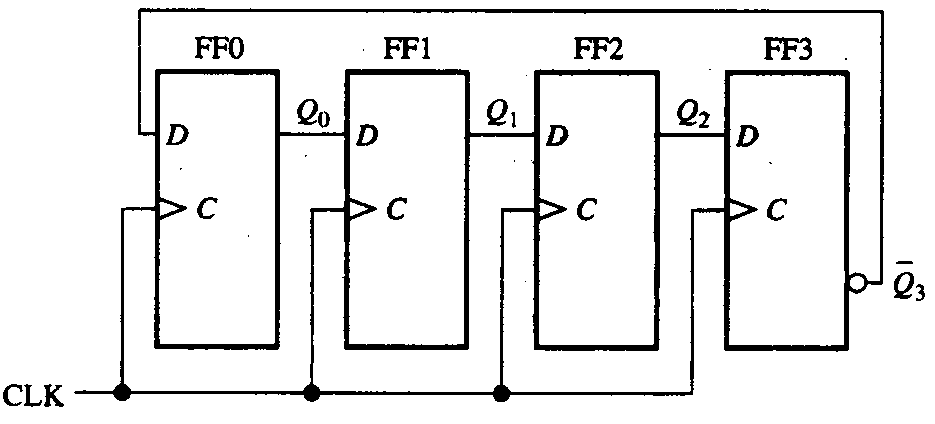 FF0 FF1 FF2 FF3
D Q₀ D Q₁ D Q₂ D
C C C C
Q̅₃
CLK